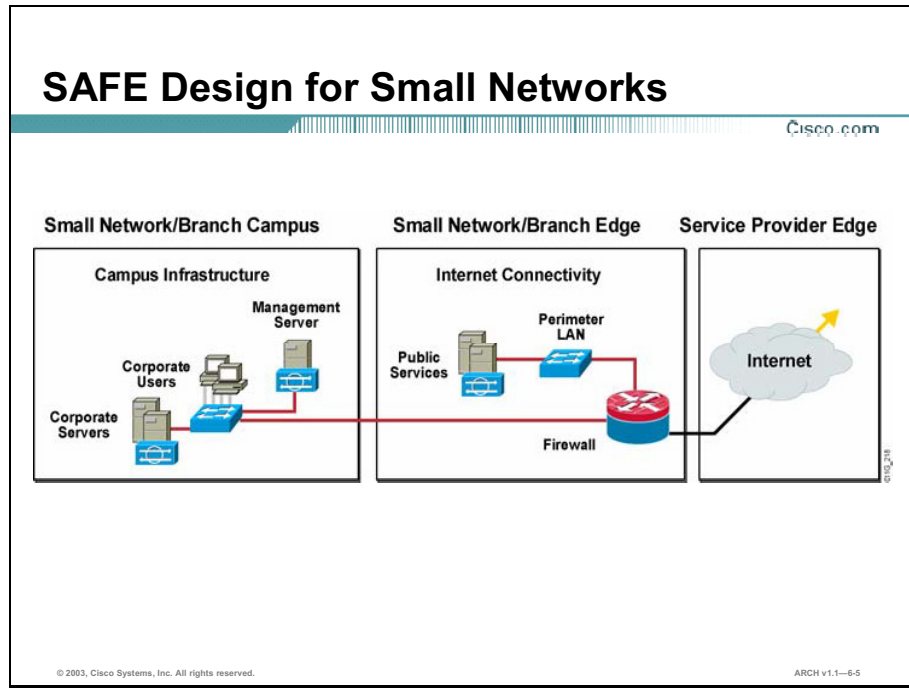 SAFE Design for Small Networks
Cisco.com
Small Network/Branch Campus
Small Network/Branch Edge
Service Provider Edge
Campus Infrastructure
Management
Server
Corporate
Users
Corporate
Servers
Internet Connectivity
Perimeter
LAN
Public
Services
Firewall
Internet
© 2003, Cisco Systems, Inc. All rights reserved.
ARCH v1.1—6-5